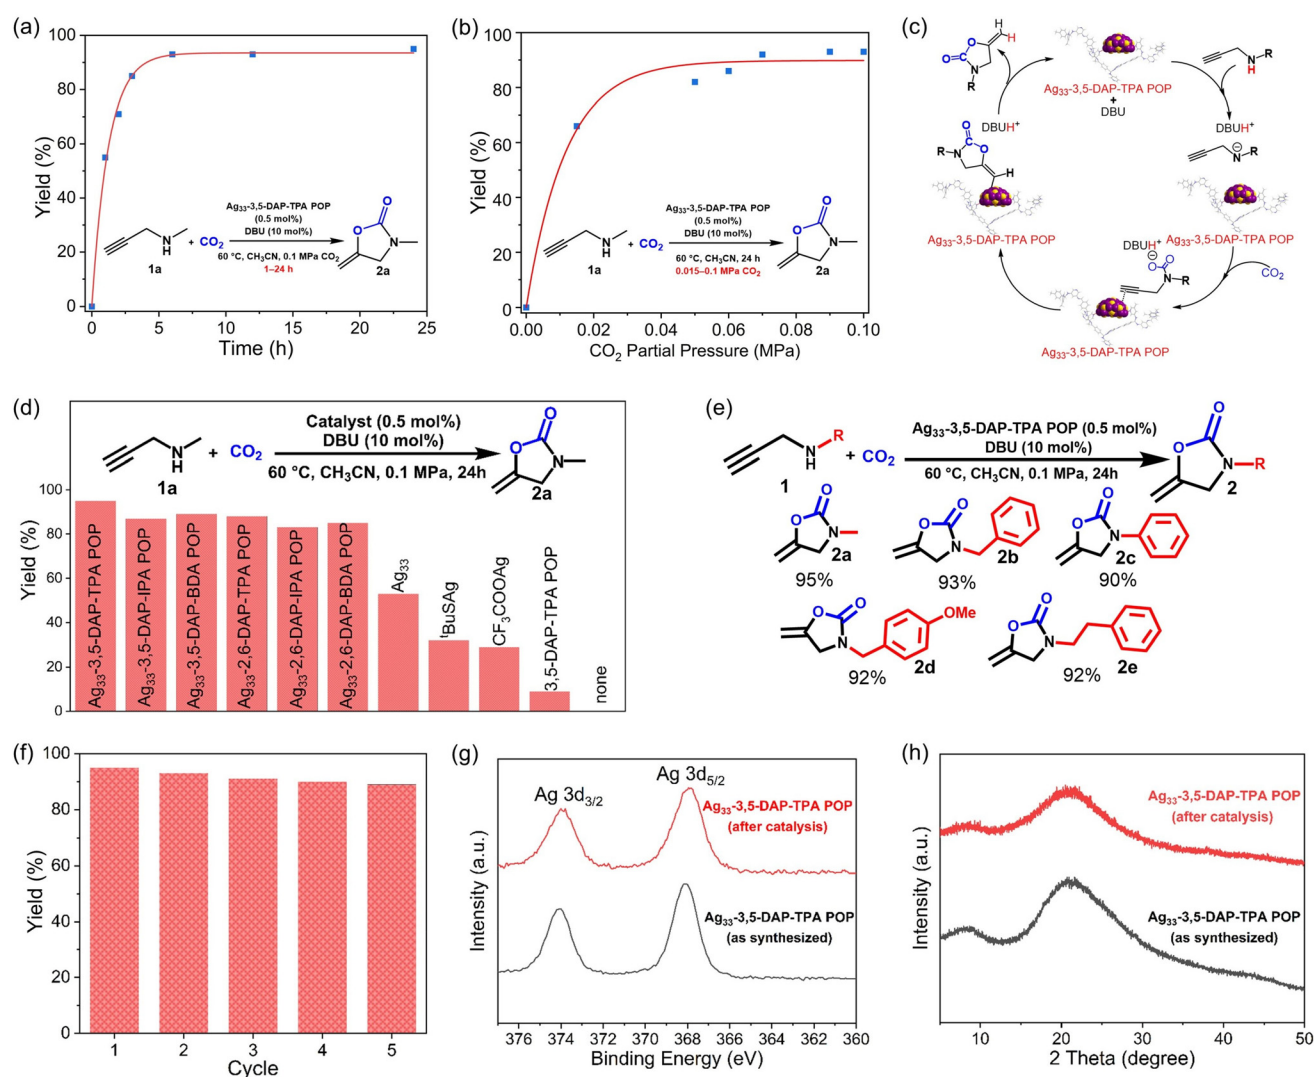 (a)
Yield (%)
100
80
60
40
20
0
Ag33-3,5-DAP-TPA POP
(0.5 mol%)
DBU (10 mol%)
N
H
1a
+ CO2
60 °C, CH3CN, 0.1 MPa CO2
1–24 h
O
O
N
2a
0 5 10 15 20 25
Time (h)
(b)
Yield (%)
100
80
60
40
20
0
Ag33-3,5-DAP-TPA POP
(0.5 mol%)
DBU (10 mol%)
N
H
1a
+ CO2
60 °C, CH3CN, 24 h
0.015–0.1 MPa CO2
O
O
N
2a
0.00 0.02 0.04 0.06 0.08 0.10
CO2 Partial Pressure (MPa)
(c)
H
H
O
O=C
N
R
Ag33-3,5-DAP-TPA POP
+
DBU
N-R
H
DBUH+
DBUH+
O
C
R-N
O
H
N-R
Ag33-3,5-DAP-TPA POP
Ag33-3,5-DAP-TPA POP
DBUH+
O
O
N-R
CO2
Ag33-3,5-DAP-TPA POP
(d)
Catalyst (0.5 mol%)
DBU (10 mol%)
N
H
1a
+ CO2
60 °C, CH3CN, 0.1 MPa, 24h
O
O
N
2a
Yield (%)
100
80
60
40
20
0
Ag33-3,5-DAP-TPA POP
Ag33-3,5-DAP-IPA POP
Ag33-3,5-DAP-BDA POP
Ag33-2,6-DAP-TPA POP
Ag33-2,6-DAP-IPA POP
Ag33-2,6-DAP-BDA POP
Ag33
tBuSAg
CF3COOAg
3,5-DAP-TPA POP
none
(e)
Ag33-3,5-DAP-TPA POP (0.5 mol%)
DBU (10 mol%)
N
H
R
1
+ CO2
60 °C, CH3CN, 0.1 MPa, 24h
O
O
N-R
2
O
O
N
2a
95%
O
O
N
2b
93%
O
O
N
2c
90%
O
O
N
OMe
2d
92%
O
O
N
2e
92%
(f)
Yield (%)
100
80
60
40
20
0
1 2 3 4 5
Cycle
(g)
Intensity (a.u.)
Ag 3d3/2
Ag 3d5/2
Ag33-3,5-DAP-TPA POP
(after catalysis)
Ag33-3,5-DAP-TPA POP
(as synthesized)
376 374 372 370 368 366 364 362 360
Binding Energy (eV)
(h)
Intensity (a.u.)
Ag33-3,5-DAP-TPA POP
(after catalysis)
Ag33-3,5-DAP-TPA POP
(as synthesized)
10 20 30 40 50
2 Theta (degree)